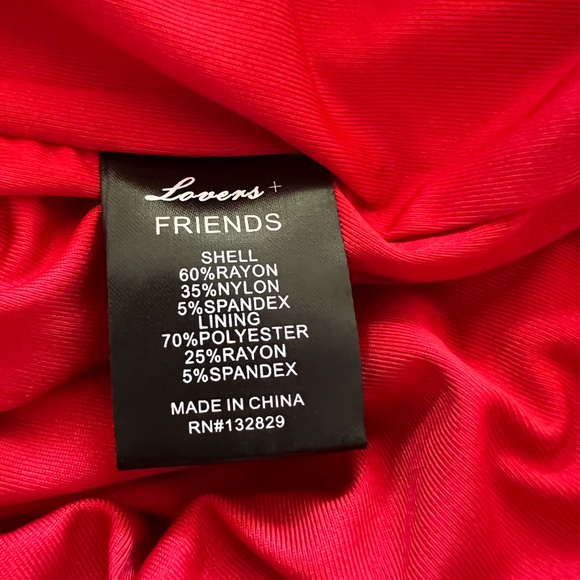 Lovers +
FRIENDS
SHELL
60%RAYON
35%NYLON
5%SPANDEX
LINING
70%POLYESTER
25%RAYON
5%SPANDEX
MADE IN CHINA
RN#132829